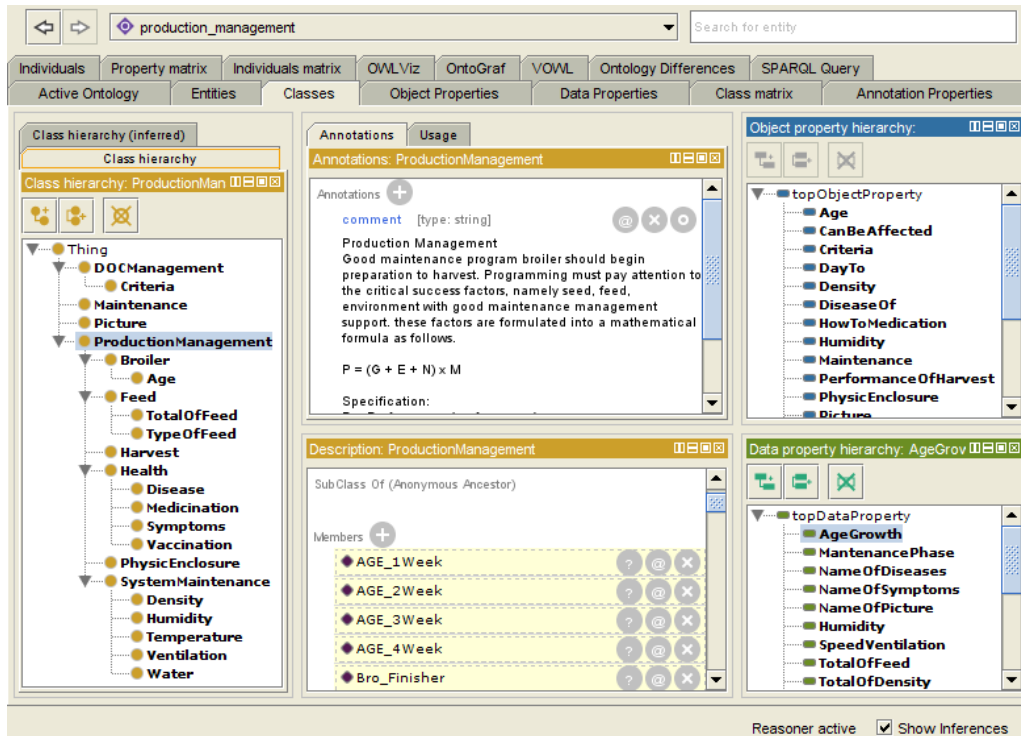 production_management
Search for entity
Individuals
Property matrix
Individuals matrix
OWLViz
OntoGraf
VOWL
Ontology Differences
SPARQL Query
Active Ontology
Entities
Classes
Object Properties
Data Properties
Class matrix
Annotation Properties
Class hierarchy (inferred)
Class hierarchy
Class hierarchy: ProductionMan
Thing
DOCManagement
Criteria
Maintenance
Picture
ProductionManagement
Broiler
Age
Feed
TotalOfFeed
TypeOfFeed
Harvest
Health
Disease
Medicination
Symptoms
Vaccination
PhysicEnclosure
SystemMaintenance
Density
Humidity
Temperature
Ventilation
Water
Annotations
Usage
Annotations: ProductionManagement
Annotations
comment [type: string]
Production Management
Good maintenance program broiler should begin
preparation to harvest. Programming must pay attention to
the critical success factors, namely seed, feed,
environment with good maintenance management
support. these factors are formulated into a mathematical
formula as follows.
P = (G + E + N) x M
Specification:
Description: ProductionManagement
SubClass Of (Anonymous Ancestor)
Members
AGE_1Week
AGE_2Week
AGE_3Week
AGE_4Week
Bro_Finisher
Object property hierarchy:
topObjectProperty
Age
CanBeAffected
Criteria
DayTo
Density
DiseaseOf
HowToMedication
Humidity
Maintenance
PerformanceOfHarvest
PhysicEnclosure
Picture
Data property hierarchy: AgeGrov
topDataProperty
AgeGrowth
MantenancePhase
NameOfDiseases
NameOfSymptoms
NameOfPicture
Humidity
SpeedVentilation
TotalOfFeed
TotalOfDensity
Reasoner active
Show Inferences